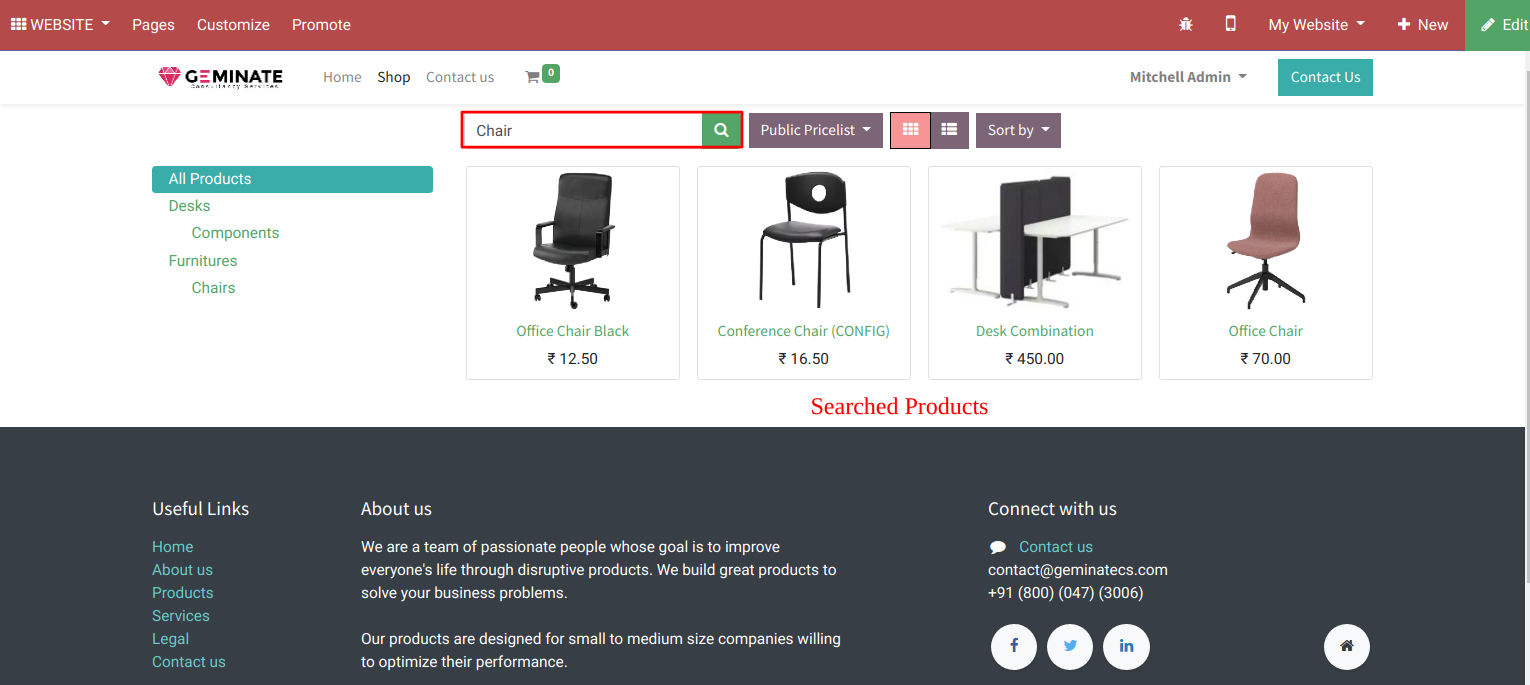 WEBSITE Pages Customize Promote My Website New Edit
GEMINATE
Consultancy Services
Home Shop Contact us 0 Mitchell Admin Contact Us
Chair Public Pricelist Sort by
All Products
Desks
Components
Furnitures
Chairs
Office Chair Black
₹ 12.50
Conference Chair (CONFIG)
₹ 16.50
Desk Combination
₹ 450.00
Office Chair
₹ 70.00
Searched Products
Useful Links
Home
About us
Products
Services
Legal
Contact us
About us
We are a team of passionate people whose goal is to improve
everyone's life through disruptive products. We build great products to
solve your business problems.
Our products are designed for small to medium size companies willing
to optimize their performance.
Connect with us
Contact us
contact@geminatecs.com
+91 (800) (047) (3006)